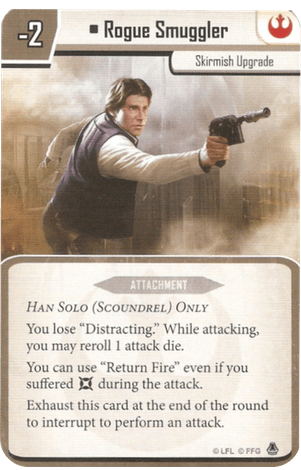 -2
Rogue Smuggler
Skirmish Upgrade
ATTACHMENT
HAN SOLO (SCOUNDREL) ONLY
You lose “Distracting.” While attacking,
you may reroll 1 attack die.
You can use “Return Fire” even if you
suffered during the attack.
Exhaust this card at the end of the round
to interrupt to perform an attack.
© LFL © FFG